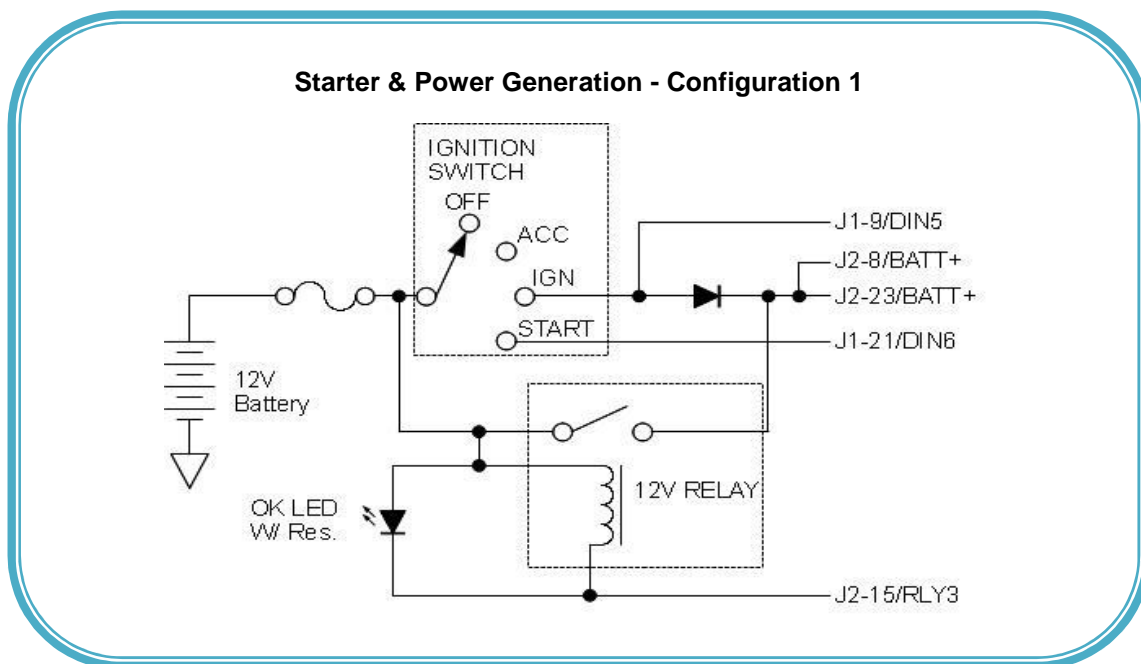 Starter & Power Generation - Configuration 1
IGNITION
SWITCH
OFF
ACC
IGN
START
J1-9/DIN5
J2-8/BATT+
J2-23/BATT+
J1-21/DIN6
12V
Battery
12V RELAY
OK LED
W/ Res.
J2-15/RLY3